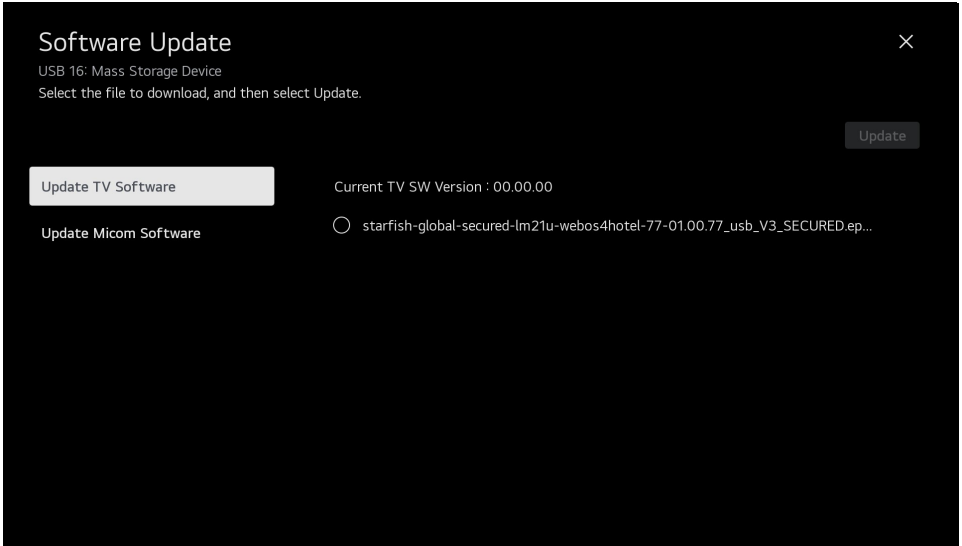 Software Update
USB 16: Mass Storage Device
Select the file to download, and then select Update.
Update
Update TV Software
Current TV SW Version : 00.00.00
starfish-global-secured-lm21u-webos4hotel-77-01.00.77_usb_V3_SECURED.ep...
Update Micom Software